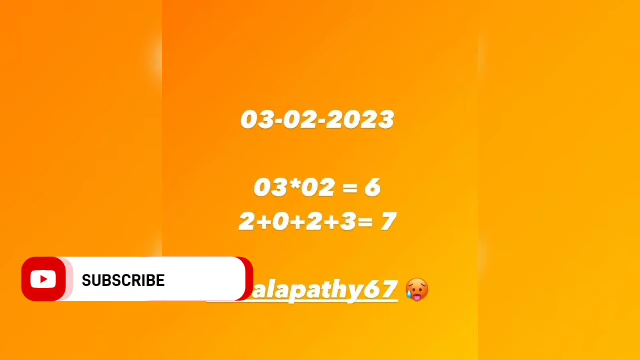 03-02-2023
03*02 = 6
2+0+2+3= 7
SUBSCRIBE
alapathy67 🥵